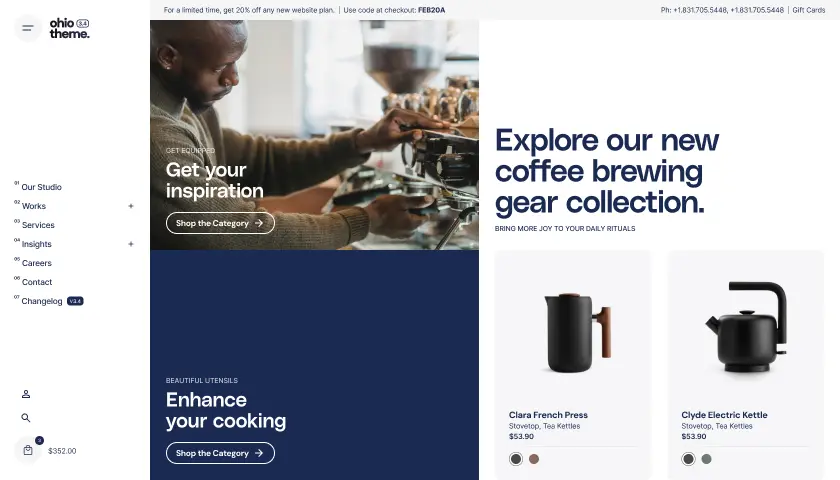 ohio 3.4
theme.
For a limited time, get 20% off any new website plan. | Use code at checkout: FEB20A
Ph: +1.831.705.5448, +1.831.705.5448 | Gift Cards
01 Our Studio
02 Works +
03 Services
04 Insights +
05 Careers
06 Contact
07 Changelog V3.4
3
$352.00
GET EQUIPPED
Get your
inspiration
Shop the Category →
BEAUTIFUL UTENSILS
Enhance
your cooking
Shop the Category →
Explore our new
coffee brewing
gear collection.
BRING MORE JOY TO YOUR DAILY RITUALS
Clara French Press
Stovetop, Tea Kettles
$53.90
Clyde Electric Kettle
Stovetop, Tea Kettles
$53.90